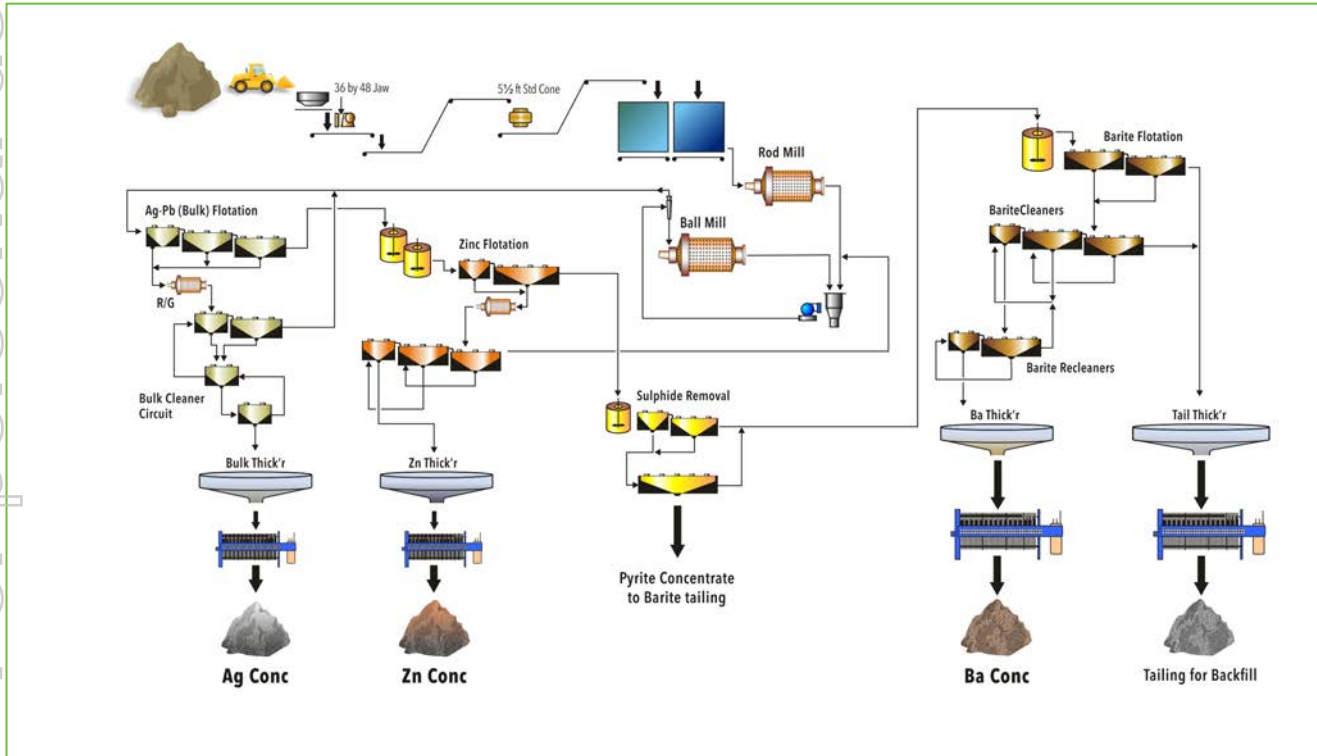 36 by 48 Jaw
5½ ft Std Cone
Rod Mill
Barite Flotation
Ag-Pb (Bulk) Flotation
BariteCleaners
Ball Mill
Zinc Flotation
R/G
Barite Recleaners
Bulk Cleaner
Circuit
Sulphide Removal
Ba Thick'r
Tail Thick'r
Bulk Thick'r
Zn Thick'r
Pyrite Concentrate
to Barite tailing
Ag Conc
Zn Conc
Ba Conc
Tailing for Backfill